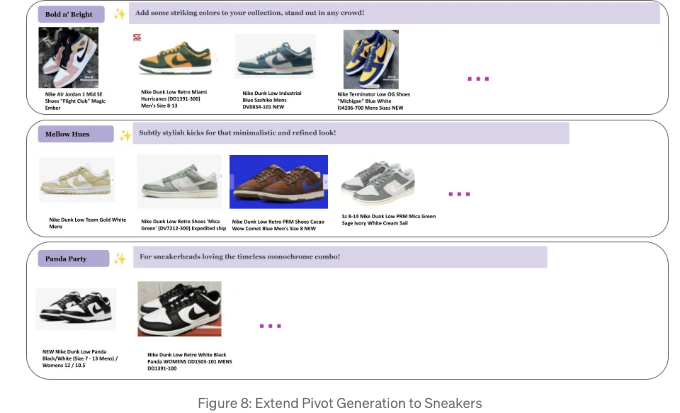 Bold n' Bright
Add some striking colors to your collection, stand out in any crowd!
Nike Air Jordan 1 Mid SE
Shoes "Flight Club" Magic
Ember
Nike Dunk Low Retro Miami
Hurricanes (DD1391-300)
Men's Size 8-13
Nike Dunk Low Industrial
Blue Sashiko Mens
DV0834-101 NEW
Nike Terminator Low OG Shoes
"Michigan" Blue White
FJ4206-700 Mens Sizes NEW
Mellow Hues
Subtly stylish kicks for that minimalistic and refined look!
Nike Dunk Low Team Gold White
Mens
Nike Dunk Low Retro Shoes 'Mica
Green' (DV7212-300) Expedited ship
Nike Dunk Low Retro PRM Shoes Cacao
Wow Comet Blue Men's Size 8 NEW
Sz 8-14 Nike Dunk Low PRM Mica Green
Sage Ivory White Cream Sail
Panda Party
For sneakerheads loving the timeless monochrome combo!
NEW Nike Dunk Low Panda
Black/White (Size 7 - 13 Mens) /
Womens 12 / 10.5
Nike Dunk Low Retro White Black
Panda WOMENS DD1503-101 MENS
DD1391-100
Figure 8: Extend Pivot Generation to Sneakers